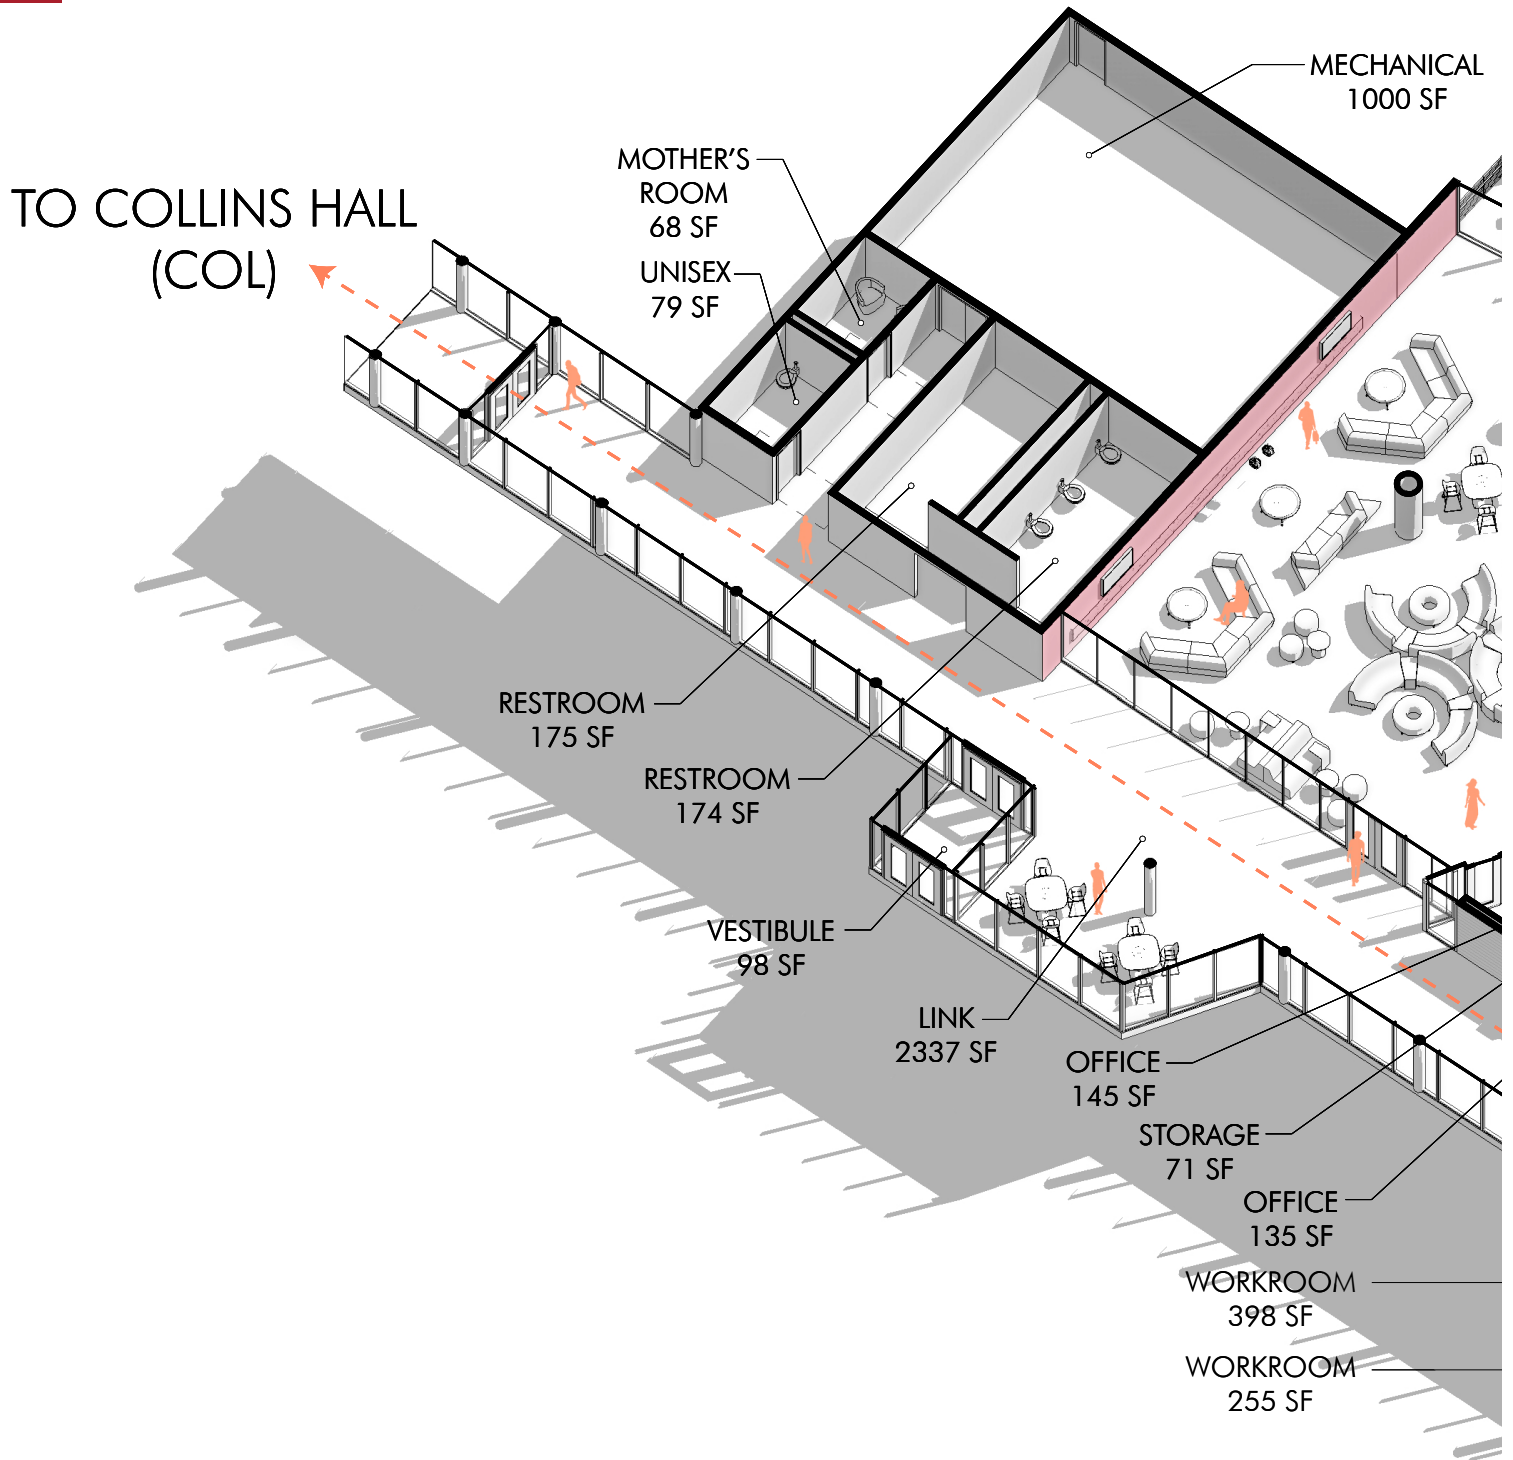 MECHANICAL
1000 SF
MOTHER'S
ROOM
68 SF
TO COLLINS HALL
(COL)
UNISEX
79 SF
RESTROOM
175 SF
RESTROOM
174 SF
VESTIBULE
98 SF
LINK
2337 SF
OFFICE
145 SF
STORAGE
71 SF
OFFICE
135 SF
WORKROOM
398 SF
WORKROOM
255 SF